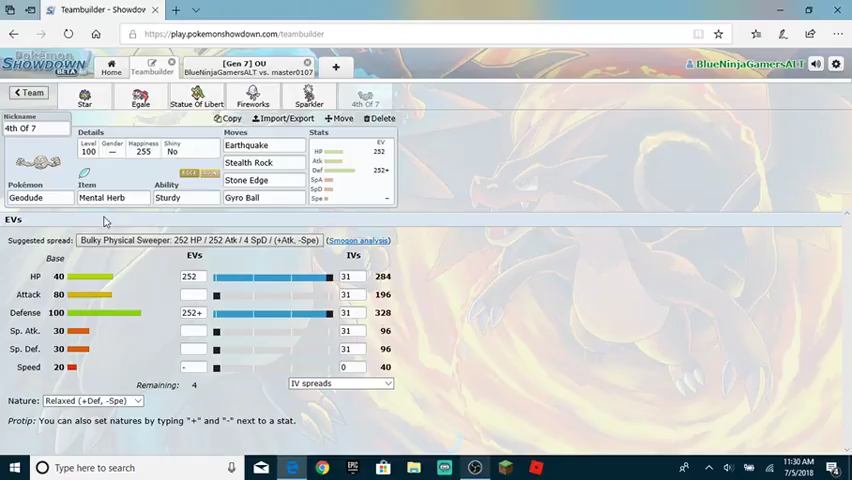 Teambuilder - Showdow
https://play.pokemonshowdown.com/teambuilder
Pokémon
SHOWDOWN
BETA
Home
Teambuilder
[Gen 7] OU
BlueNinjaGamersALT vs. master0107
BlueNinjaGamersALT
Team
Star
Egale
Statue Of Libert
Fireworks
Sparkler
4th Of 7
Nickname
4th Of 7
Copy
Import/Export
Move
Delete
Details
Level
100
Gender
—
Happiness
255
Shiny
No
ROCK
Moves
Earthquake
Stealth Rock
Stone Edge
Gyro Ball
Stats
EV
HP
252
Atk
Def
252+
SpA
SpD
Spe
-
Pokémon
Geodude
Item
Mental Herb
Ability
Sturdy
EVs
Suggested spread:
Bulky Physical Sweeper: 252 HP / 252 Atk / 4 SpD / (+Atk, -Spe)
(Smogon analysis)
Base
EVs
IVs
HP 40 252 31 284
Attack 80 31 196
Defense 100 252+ 31 328
Sp. Atk. 30 31 96
Sp. Def. 30 31 96
Speed 20 - 0 40
Remaining: 4
IV spreads
Nature: Relaxed (+Def, -Spe)
Protip: You can also set natures by typing "+" and "-" next to a stat.
Type here to search
EPIC
11:30 AM
7/5/2018